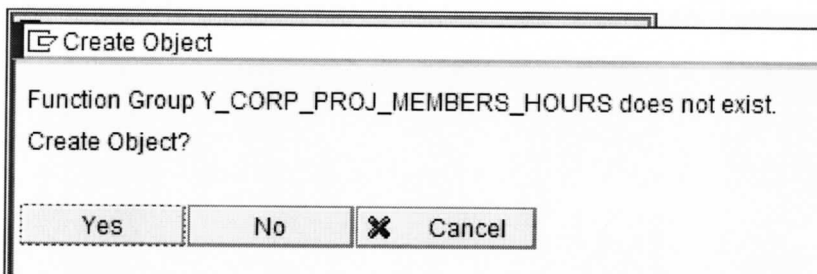 Create Object
Function Group Y_CORP_PROJ_MEMBERS_HOURS does not exist.
Create Object?
Yes No Cancel